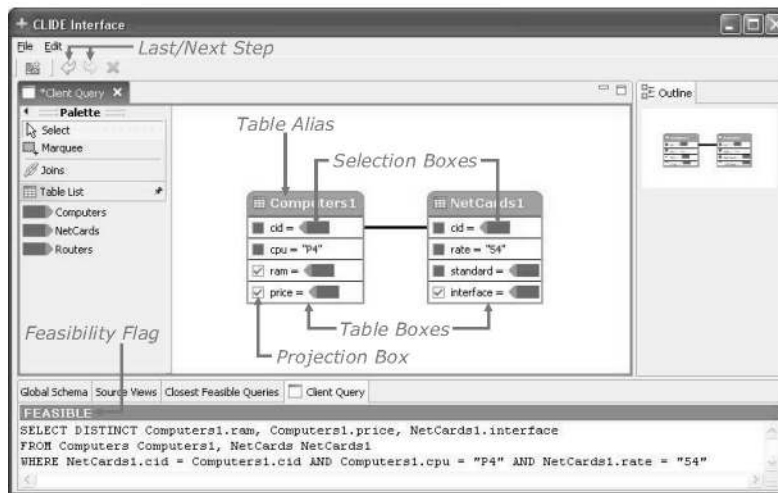 CLIDE Interface
File Edit
Last/Next Step
*Client Query
Outline
Palette
Select
Marquee
Joins
Table List
Computers
NetCards
Routers
Table Alias
Selection Boxes
Computers1
cid =
cpu = "P4"
ram =
price =
NetCards1
cid =
rate = "54"
standard =
interface =
Table Boxes
Projection Box
Feasibility Flag
Global Schema Source Views Closest Feasible Queries Client Query
FEASIBLE
SELECT DISTINCT Computers1.ram, Computers1.price, NetCards1.interface
FROM Computers Computers1, NetCards NetCards1
WHERE NetCards1.cid = Computers1.cid AND Computers1.cpu = "P4" AND NetCards1.rate = "54"